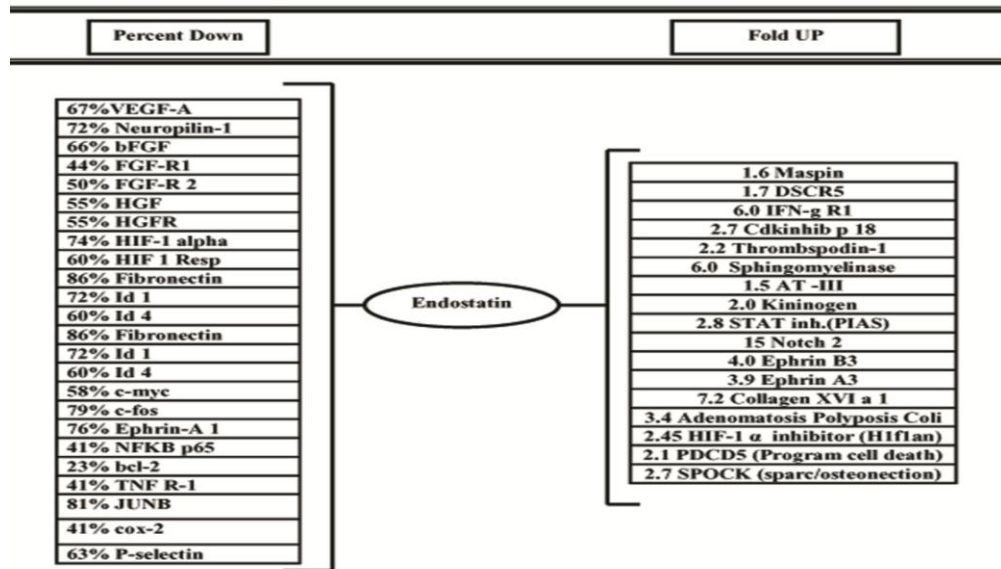 Percent Down
Fold UP
67%VEGF-A
72% Neuropilin-1
66% bFGF
44% FGF-R1
50% FGF-R 2
55% HGF
55% HGFR
74% HIF-1 alpha
60% HIF 1 Resp
86% Fibronectin
72% Id 1
60% Id 4
86% Fibronectin
72% Id 1
60% Id 4
58% c-myc
79% c-fos
76% Ephrin-A 1
41% NFKB p65
23% bcl-2
41% TNF R-1
81% JUNB
41% cox-2
63% P-selectin
Endostatin
1.6 Maspin
1.7 DSCR5
6.0 IFN-g R1
2.7 Cdkinhib p 18
2.2 Thrombspodin-1
6.0 Sphingomyelinase
1.5 AT -III
2.0 Kininogen
2.8 STAT inh.(PIAS)
15 Notch 2
4.0 Ephrin B3
3.9 Ephrin A3
7.2 Collagen XVI a 1
3.4 Adenomatosis Polyposis Coli
2.45 HIF-1 α inhibitor (H1f1an)
2.1 PDCD5 (Program cell death)
2.7 SPOCK (sparc/osteonection)